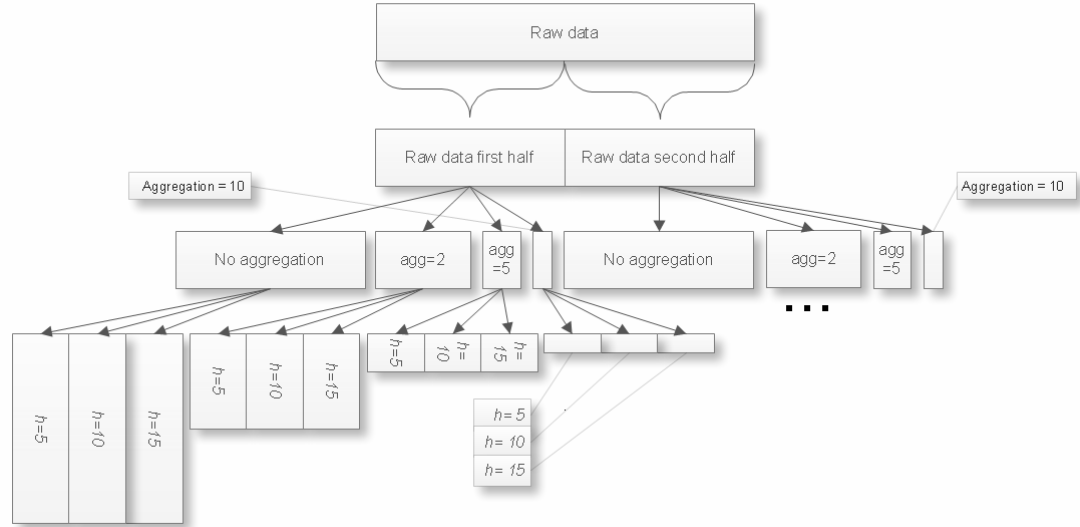 Raw data
Raw data first half
Raw data second half
Aggregation = 10
Aggregation = 10
No aggregation
agg=2
agg
=5
No aggregation
agg=2
agg
=5
...
h=5
h=10
h=15
h=5
h=10
h=15
h=5
h=
10
h=
15
h= 5
h= 10
h= 15